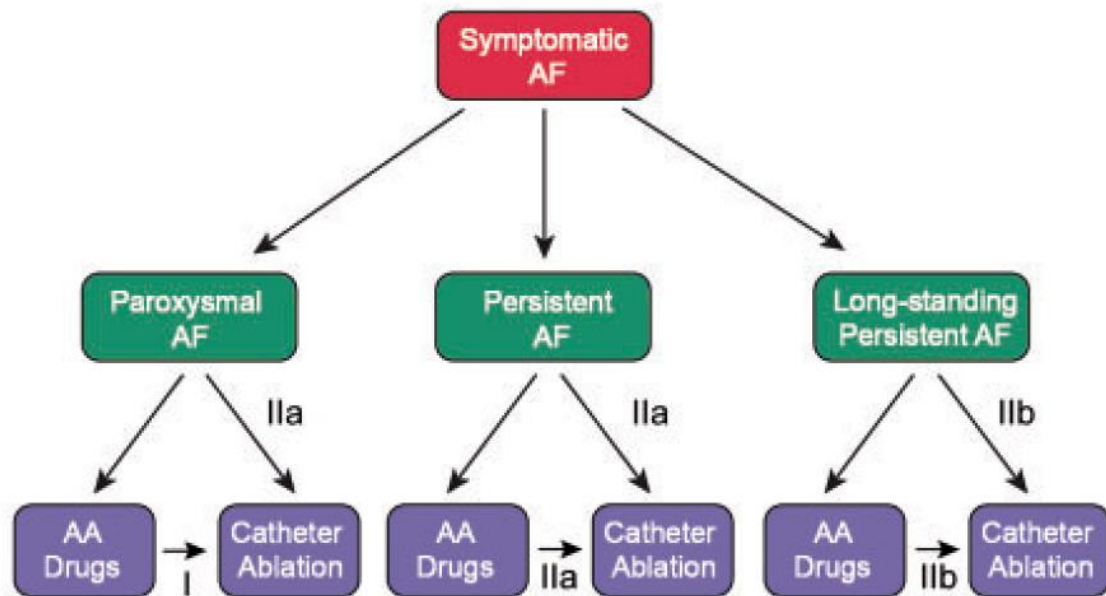 Symptomatic
AF
Paroxysmal
AF
Persistent
AF
Long-standing
Persistent AF
IIa
IIa
IIb
AA
Drugs
I
Catheter
Ablation
AA
Drugs
IIa
Catheter
Ablation
AA
Drugs
IIb
Catheter
Ablation